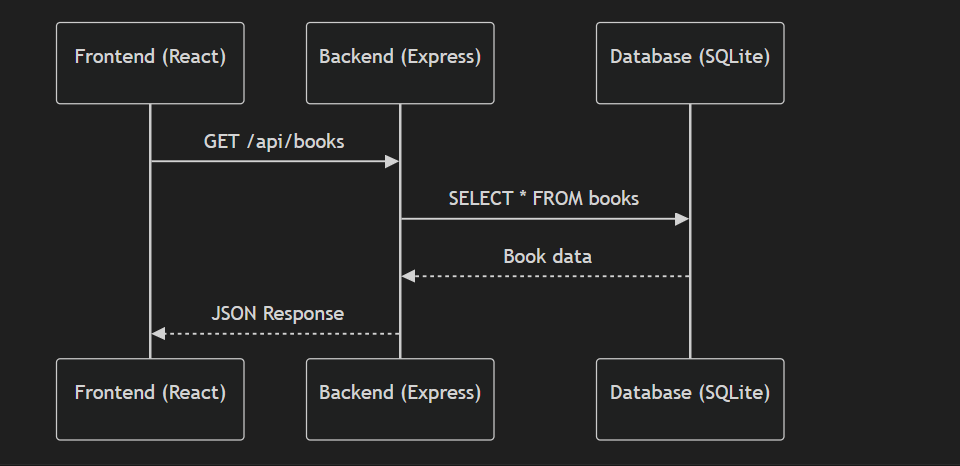 Frontend (React)
Backend (Express)
Database (SQLite)
GET /api/books
SELECT * FROM books
Book data
JSON Response
Frontend (React)
Backend (Express)
Database (SQLite)